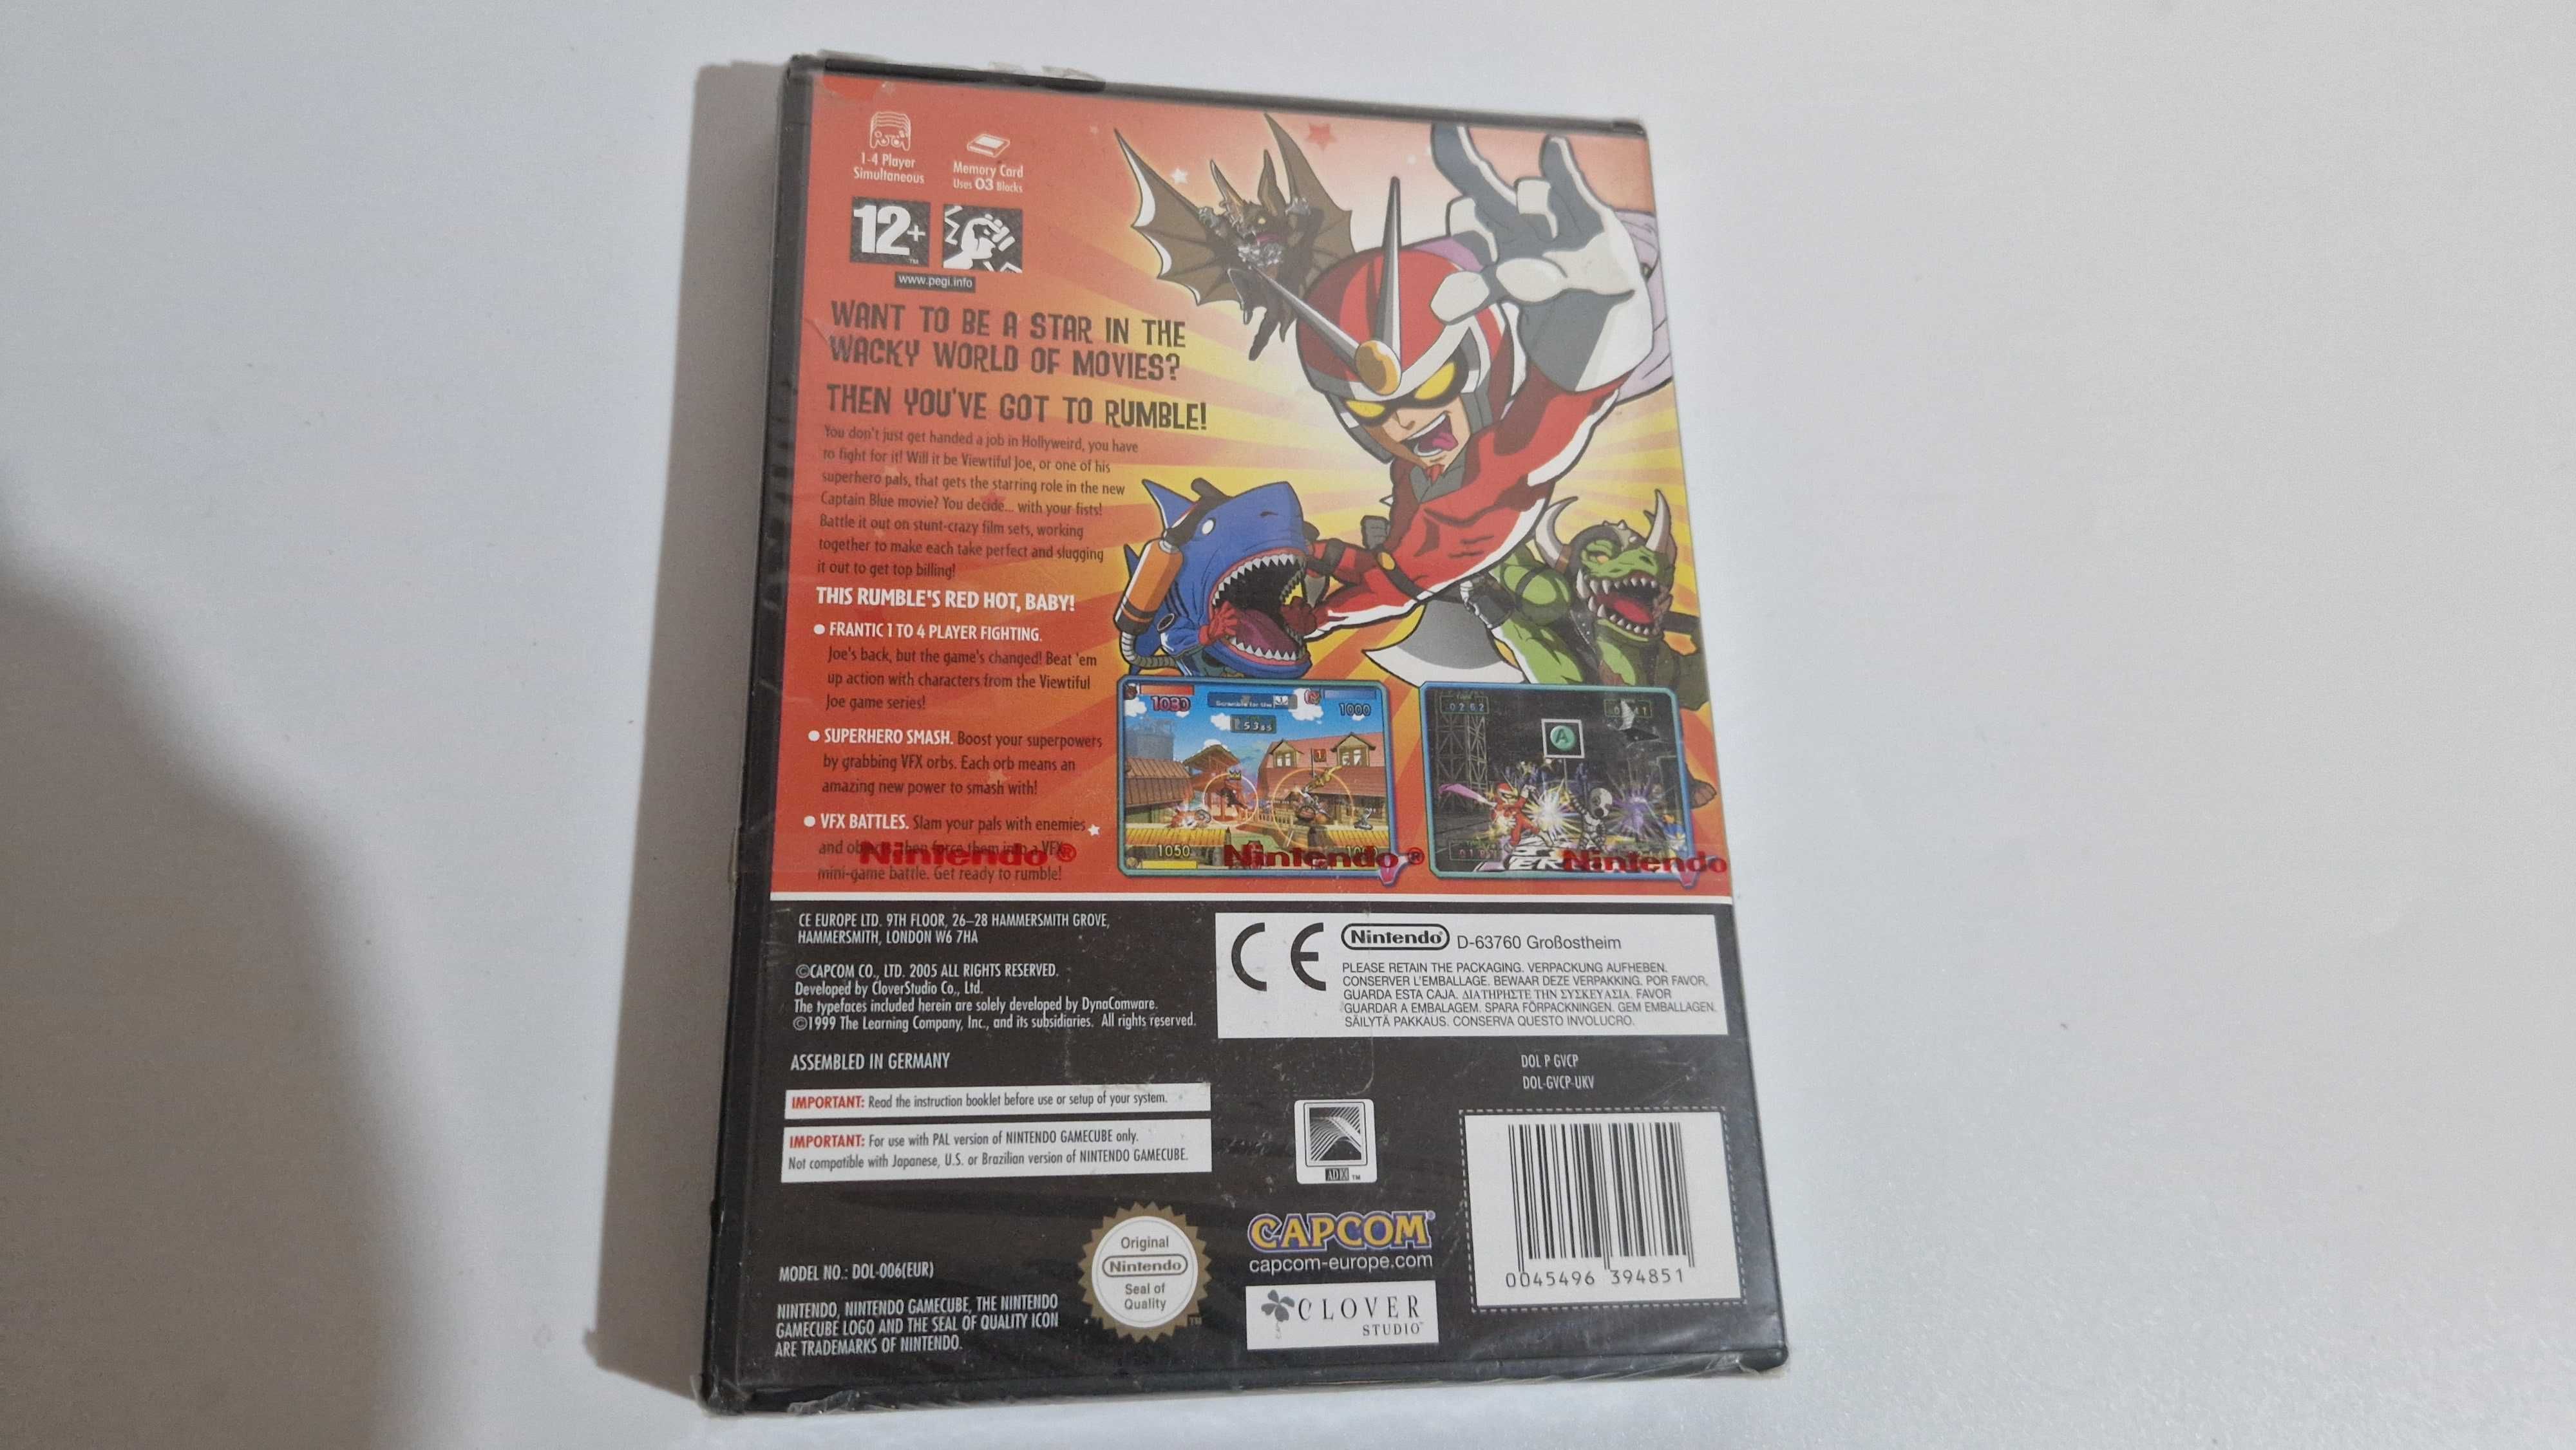 1-4 Player
Simultaneous
Memory Card
Uses 03 Blocks
12+
™
www.pegi.info
WANT TO BE A STAR IN THE
WACKY WORLD OF MOVIES?
THEN YOU'VE GOT TO RUMBLE!
You don't just get handed a job in Hollyweird, you have
to fight for it! Will it be Viewtiful Joe, or one of his
superhero pals, that gets the starring role in the new
Captain Blue movie? You decide... with your fists!
Battle it out on stunt-crazy film sets, working
together to make each take perfect and slugging
it out to get top billing!
THIS RUMBLE'S RED HOT, BABY!
● FRANTIC 1 TO 4 PLAYER FIGHTING.
Joe's back, but the game's changed! Beat 'em
up action with characters from the Viewtiful
Joe game series!
● SUPERHERO SMASH. Boost your superpowers
by grabbing VFX orbs. Each orb means an
amazing new power to smash with!
● VFX BATTLES. Slam your pals with enemies
and objects, then force them into a VFX
mini-game battle. Get ready to rumble!
1030
1000
1050
A
Nintendo® Nintendo® Nintendo
CE EUROPE LTD. 9TH FLOOR, 26–28 HAMMERSMITH GROVE,
HAMMERSMITH, LONDON W6 7HA
©CAPCOM CO., LTD. 2005 ALL RIGHTS RESERVED.
Developed by CloverStudio Co., Ltd.
The typefaces included herein are solely developed by DynaComware.
©1999 The Learning Company, Inc., and its subsidiaries. All rights reserved.
ASSEMBLED IN GERMANY
IMPORTANT: Read the instruction booklet before use or setup of your system.
IMPORTANT: For use with PAL version of NINTENDO GAMECUBE only.
Not compatible with Japanese, U.S. or Brazilian version of NINTENDO GAMECUBE.
MODEL NO.: DOL-006(EUR)
NINTENDO, NINTENDO GAMECUBE, THE NINTENDO
GAMECUBE LOGO AND THE SEAL OF QUALITY ICON
ARE TRADEMARKS OF NINTENDO.
CE
Nintendo® D-63760 Großostheim
PLEASE RETAIN THE PACKAGING. VERPACKUNG AUFHEBEN.
CONSERVER L'EMBALLAGE. BEWAAR DEZE VERPAKKING. POR FAVOR,
GUARDA ESTA CAJA. ΔΙΑΤΗΡΗΣΤΕ ΤΗΝ ΣΥΣΚΕΥΑΣΙΑ. FAVOR
GUARDAR A EMBALAGEM. SPARA FÖRPACKNINGEN. GEM EMBALLAGEN.
SÄILYTÄ PAKKAUS. CONSERVA QUESTO INVOLUCRO.
DOL P GVCP
DOL-GVCP-UKV
Original
Nintendo
Seal of
Quality
™
CAPCOM®
capcom-europe.com
CLOVER
STUDIO
0045496 394851